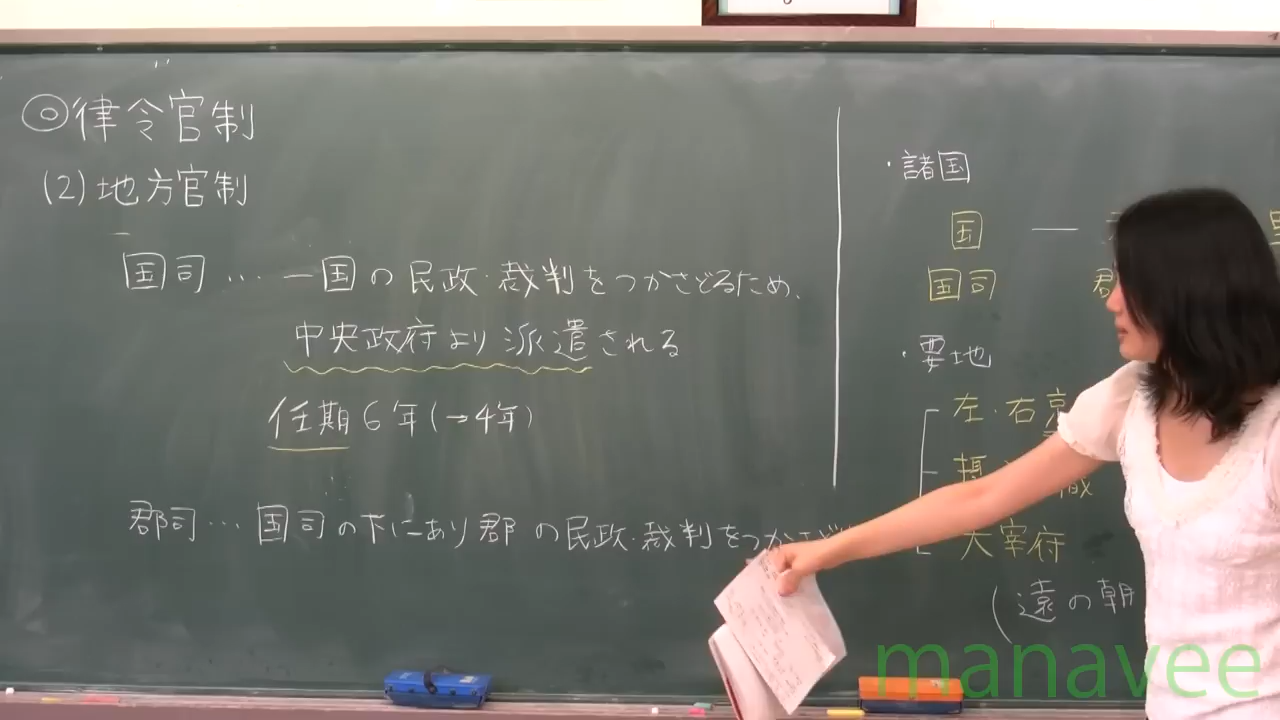 ◎律令官制
(2)地方官制
国司…一国の民政・裁判をつかさどるため、
中央政府より派遣される
任期6年(→4年)
郡司…国司の下にあり郡の民政・裁判をつかさど
・諸国
国 —
国司 郡
・要地
左・右京
摂 職
大宰府
(遠の朝
manavee